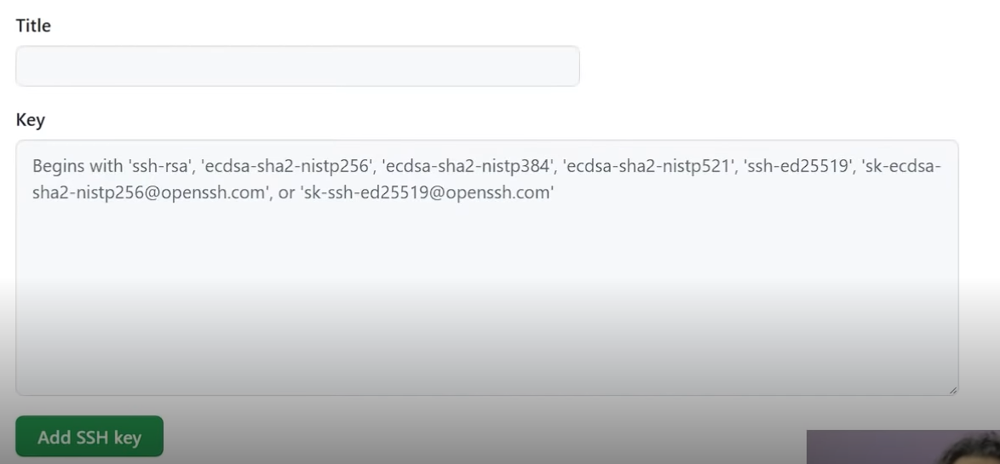 Title
Key
Begins with 'ssh-rsa', 'ecdsa-sha2-nistp256', 'ecdsa-sha2-nistp384', 'ecdsa-sha2-nistp521', 'ssh-ed25519', 'sk-ecdsa-
sha2-nistp256@openssh.com', or 'sk-ssh-ed25519@openssh.com'
Add SSH key